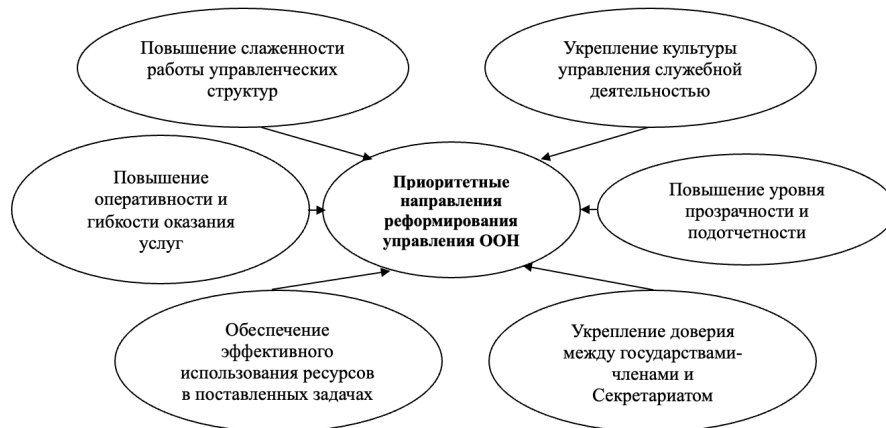 Повышение слаженности
работы управленческих
структур
Укрепление культуры
управления служебной
деятельностью
Повышение
оперативности и
гибкости оказания
услуг
Приоритетные
направления
реформирования
управления ООН
Повышение уровня
прозрачности и
подотчетности
Обеспечение
эффективного
использования ресурсов
в поставленных задачах
Укрепление доверия
между государствами-
членами и
Секретариатом